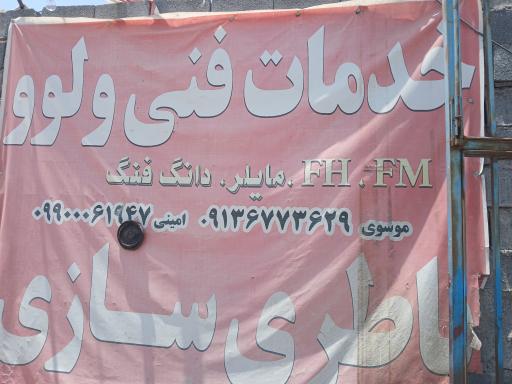 خدمات فنی ولوو
FH ، FM ، مایلر، دانگ فنگ
موسوی ۰۹۱۳۶۷۷۳۶۲۹ امینی ۰۹۹۰۰۰۶۱۹۴۷
باطری سازی